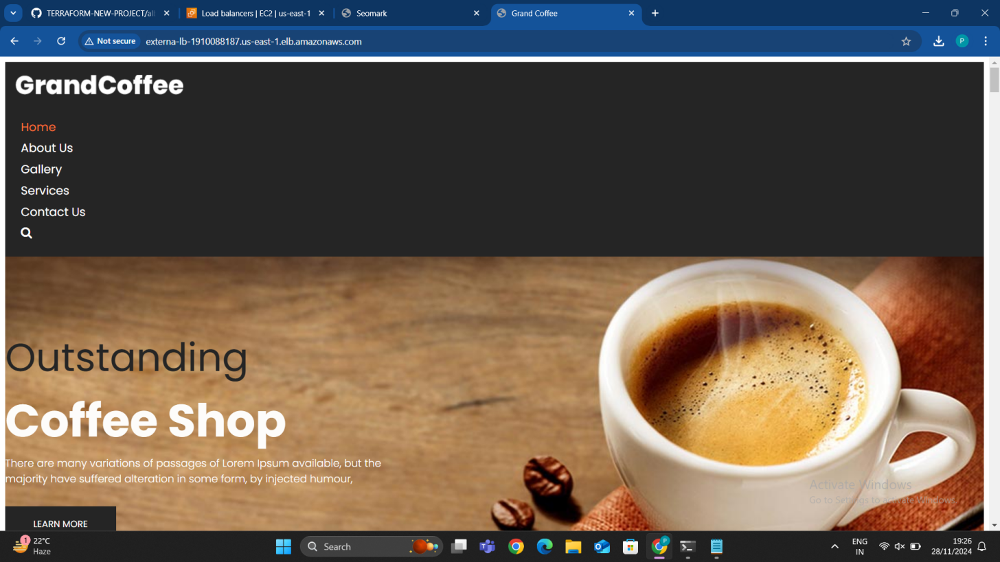 TERRAFORM-NEW-PROJECT/al
Load balancers | EC2 | us-east-1
Seomark
Grand Coffee
Not secure
externa-lb-1910088187.us-east-1.elb.amazonaws.com
P
GrandCoffee
Home
About Us
Gallery
Services
Contact Us
Outstanding
Coffee Shop
There are many variations of passages of Lorem Ipsum available, but the
majority have suffered alteration in some form, by injected humour,
LEARN MORE
Activate Windows
Go to Settings to activate Windows.
1
22°C
Haze
Search
P
ENG
IN
19:26
28/11/2024